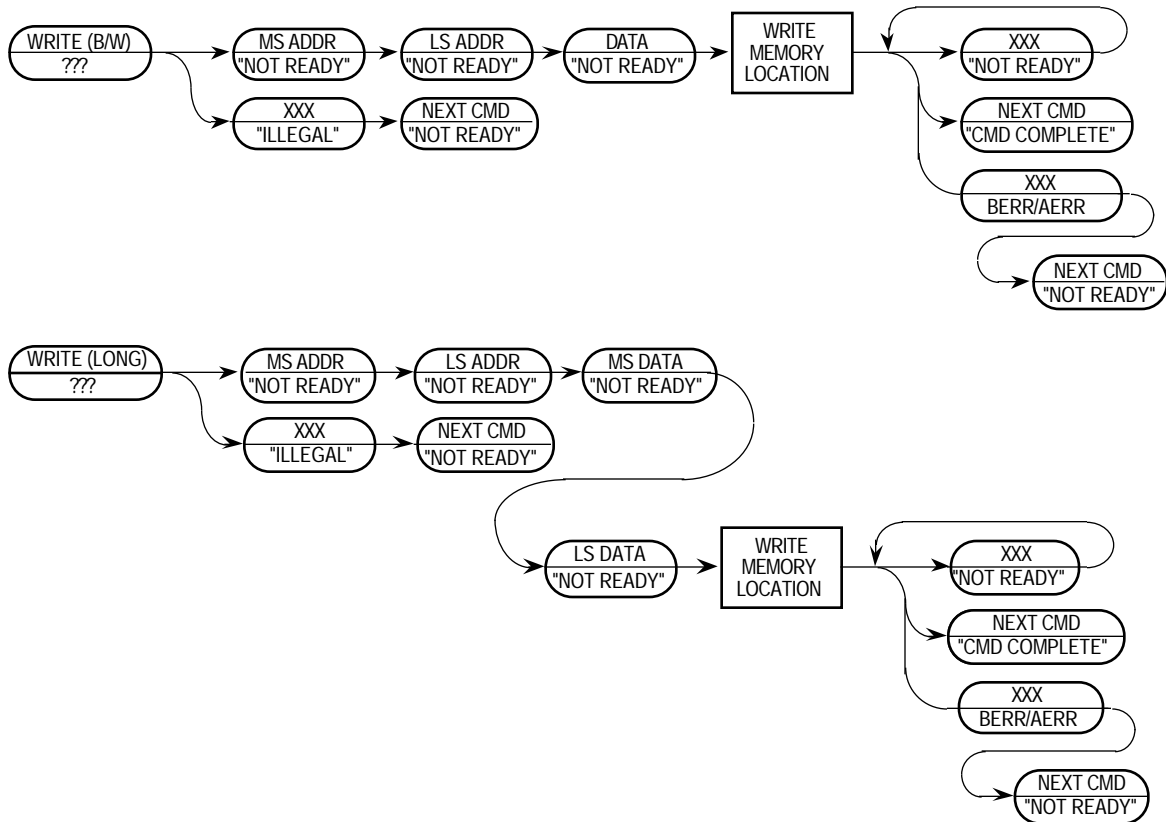 WRITE (B/W)
???
MS ADDR
"NOT READY"
LS ADDR
"NOT READY"
DATA
"NOT READY"
WRITE
MEMORY
LOCATION
XXX
"NOT READY"
XXX
"ILLEGAL"
NEXT CMD
"NOT READY"
NEXT CMD
"CMD COMPLETE"
XXX
BERR/AERR
NEXT CMD
"NOT READY"
WRITE (LONG)
???
MS ADDR
"NOT READY"
LS ADDR
"NOT READY"
MS DATA
"NOT READY"
XXX
"ILLEGAL"
NEXT CMD
"NOT READY"
LS DATA
"NOT READY"
WRITE
MEMORY
LOCATION
XXX
"NOT READY"
NEXT CMD
"CMD COMPLETE"
XXX
BERR/AERR
NEXT CMD
"NOT READY"